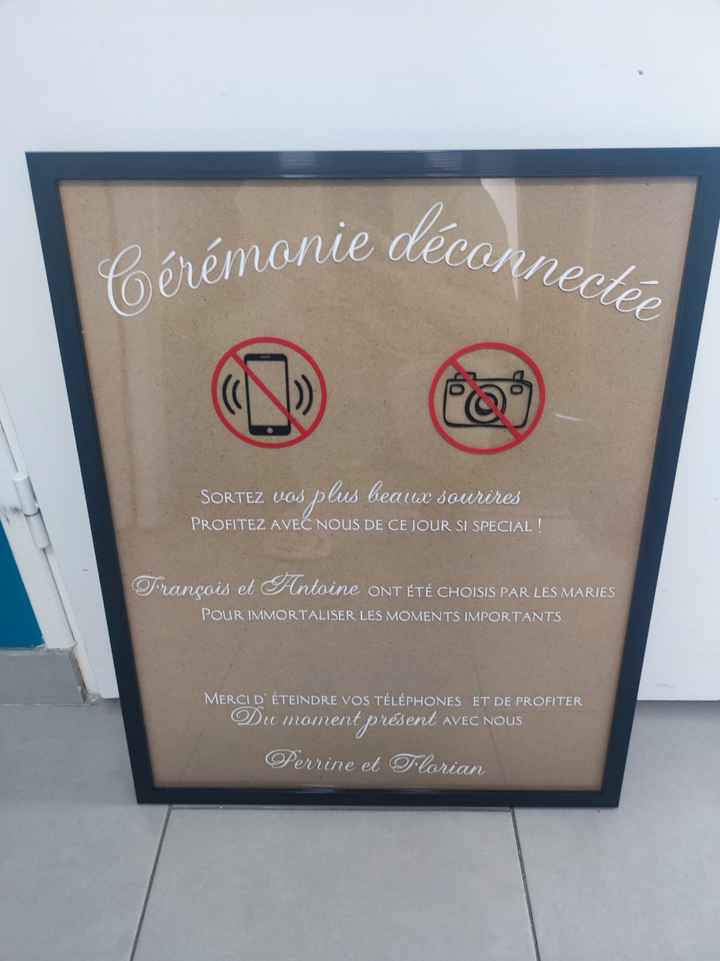 Cérémonie déconnectée
Sortez vos plus beaux sourires
Profitez avec nous de ce jour si special !
François et Antoine ont été choisis par les maries
Pour immortaliser les moments importants
Merci d' éteindre vos téléphones et de profiter
Du moment présent avec nous
Perrine et Florian